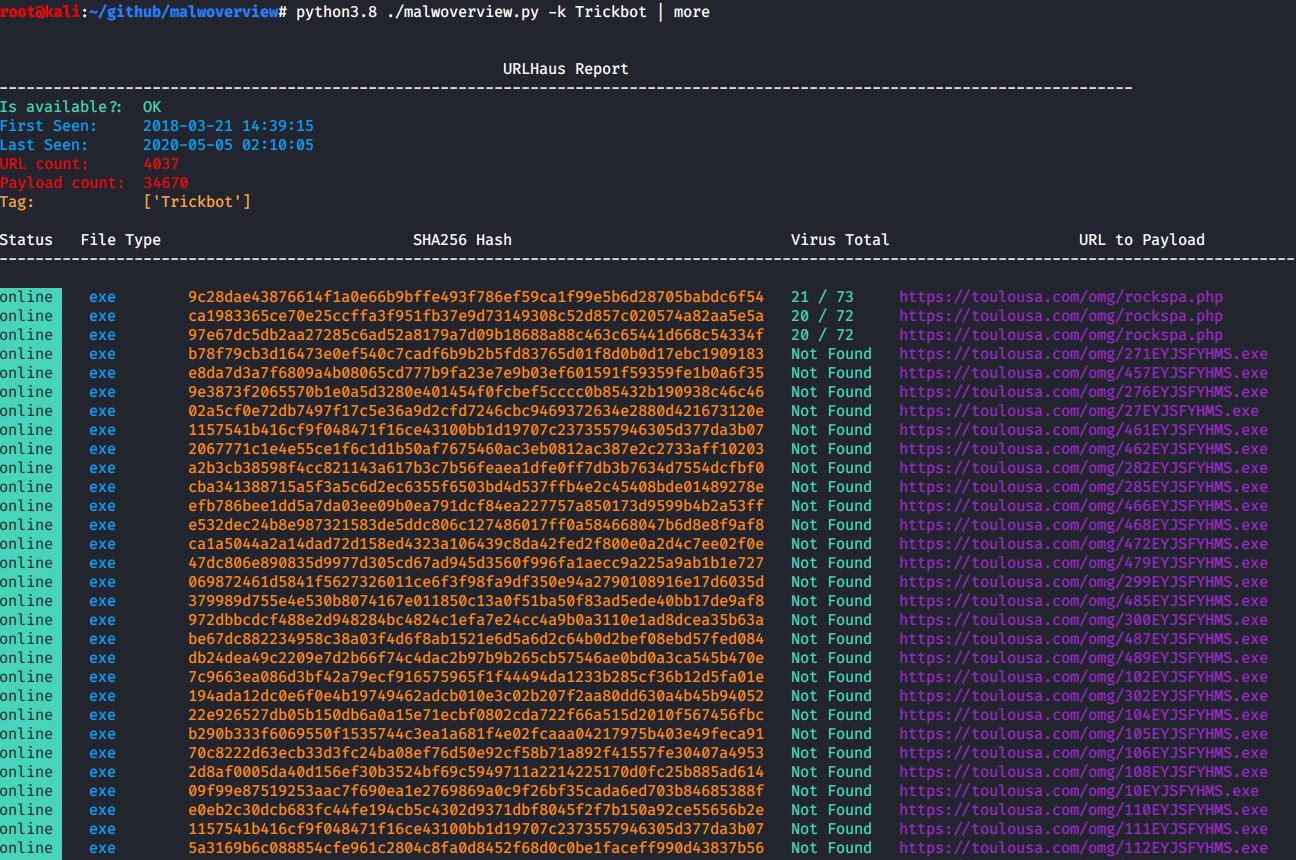 root@kali:~/github/malwoverview# python3.8 ./malwoverview.py -k Trickbot | more
URLHaus Report
---------------------------------------------------------------------------------------------------------------------------------
Is available?: OK
First Seen: 2018-03-21 14:39:15
Last Seen: 2020-05-05 02:10:05
URL count: 4037
Payload count: 34670
Tag: ['Trickbot']
Status File Type SHA256 Hash Virus Total URL to Payload
---------------------------------------------------------------------------------------------------------------------------------
online exe 9c28dae43876614f1a0e66b9bffe493f786ef59ca1f99e5b6d28705babdc6f54 21 / 73 https://toulousa.com/omg/rockspa.php
online exe ca1983365ce70e25ccffa3f951fb37e9d73149308c52d857c020574a82aa5e5a 20 / 72 https://toulousa.com/omg/rockspa.php
online exe 97e67dc5db2aa27285c6ad52a8179a7d09b18688a88c463c65441d668c54334f 20 / 72 https://toulousa.com/omg/rockspa.php
online exe b78f79cb3d16473e0ef540c7cadf6b9b2b5fd83765d01f8d0b0d17ebc1909183 Not Found https://toulousa.com/omg/271EYJSFYHMS.exe
online exe e8da7d3a7f6809a4b08065cd777b9fa23e7e9b03ef601591f59359fe1b0a6f35 Not Found https://toulousa.com/omg/457EYJSFYHMS.exe
online exe 9e3873f2065570b1e0a5d3280e401454f0fcbef5cccc0b85432b190938c46c46 Not Found https://toulousa.com/omg/276EYJSFYHMS.exe
online exe 02a5cf0e72db7497f17c5e36a9d2cfd7246cbc9469372634e2880d421673120e Not Found https://toulousa.com/omg/27EYJSFYHMS.exe
online exe 1157541b416cf9f048471f16ce43100bb1d19707c2373557946305d377da3b07 Not Found https://toulousa.com/omg/461EYJSFYHMS.exe
online exe 2067771c1e4e55ce1f6c1d1b50af7675460ac3eb0812ac387e2c2733aff10203 Not Found https://toulousa.com/omg/462EYJSFYHMS.exe
online exe a2b3cb38598f4cc821143a617b3c7b56feaea1dfe0ff7db3b7634d7554dcfbf0 Not Found https://toulousa.com/omg/282EYJSFYHMS.exe
online exe cba341388715a5f3a5c6d2ec6355f6503bd4d537ffb4e2c45408bde01489278e Not Found https://toulousa.com/omg/285EYJSFYHMS.exe
online exe efb786bee1dd5a7da03ee09b0ea791dcf84ea227757a850173d9599b4b2a53ff Not Found https://toulousa.com/omg/466EYJSFYHMS.exe
online exe e532dec24b8e987321583de5ddc806c127486017ff0a584668047b6d8e8f9af8 Not Found https://toulousa.com/omg/468EYJSFYHMS.exe
online exe ca1a5044a2a14dad72d158ed4323a106439c8da42fed2f800e0a2d4c7ee02f0e Not Found https://toulousa.com/omg/472EYJSFYHMS.exe
online exe 47dc806e890835d9977d305cd67ad945d3560f996fa1aecc9a225a9ab1b1e727 Not Found https://toulousa.com/omg/479EYJSFYHMS.exe
online exe 069872461d5841f5627326011ce6f3f98fa9df350e94a2790108916e17d6035d Not Found https://toulousa.com/omg/299EYJSFYHMS.exe
online exe 379989d755e4e530b8074167e011850c13a0f51ba50f83ad5ede40bb17de9af8 Not Found https://toulousa.com/omg/485EYJSFYHMS.exe
online exe 972dbbcdcf488e2d948284bc4824c1efa7e24cc4a9b0a3110e1ad8dcea35b63a Not Found https://toulousa.com/omg/300EYJSFYHMS.exe
online exe be67dc882234958c38a03f4d6f8ab1521e6d5a6d2c64b0d2bef08ebd57fed084 Not Found https://toulousa.com/omg/487EYJSFYHMS.exe
online exe db24dea49c2209e7d2b66f74c4dac2b97b9b265cb57546ae0bd0a3ca545b470e Not Found https://toulousa.com/omg/489EYJSFYHMS.exe
online exe 7c9663ea086d3bf42a79ecf916575965f1f44494da1233b285cf36b12d5fa01e Not Found https://toulousa.com/omg/102EYJSFYHMS.exe
online exe 194ada12dc0e6f0e4b19749462adcb010e3c02b207f2aa80dd630a4b45b94052 Not Found https://toulousa.com/omg/302EYJSFYHMS.exe
online exe 22e926527db05b150db6a0a15e71ecbf0802cda722f66a515d2010f567456fbc Not Found https://toulousa.com/omg/104EYJSFYHMS.exe
online exe b290b333f6069550f1535744c3ea1a681f4e02fcaaa04217975b403e49feca91 Not Found https://toulousa.com/omg/105EYJSFYHMS.exe
online exe 70c8222d63ecb33d3fc24ba08ef76d50e92cf58b71a892f41557fe30407a4953 Not Found https://toulousa.com/omg/106EYJSFYHMS.exe
online exe 2d8af0005da40d156ef30b3524bf69c5949711a2214225170d0fc25b885ad614 Not Found https://toulousa.com/omg/108EYJSFYHMS.exe
online exe 09f99e87519253aac7f690ea1e2769869a0c9f26bf35cada6ed703b84685388f Not Found https://toulousa.com/omg/10EYJSFYHMS.exe
online exe e0eb2c30dcb683fc44fe194cb5c4302d9371dbf8045f2f7b150a92ce55656b2e Not Found https://toulousa.com/omg/110EYJSFYHMS.exe
online exe 1157541b416cf9f048471f16ce43100bb1d19707c2373557946305d377da3b07 Not Found https://toulousa.com/omg/111EYJSFYHMS.exe
online exe 5a3169b6c088854cfe961c2804c8fa0d8452f68d0c0be1faceff990d43837b56 Not Found https://toulousa.com/omg/112EYJSFYHMS.exe